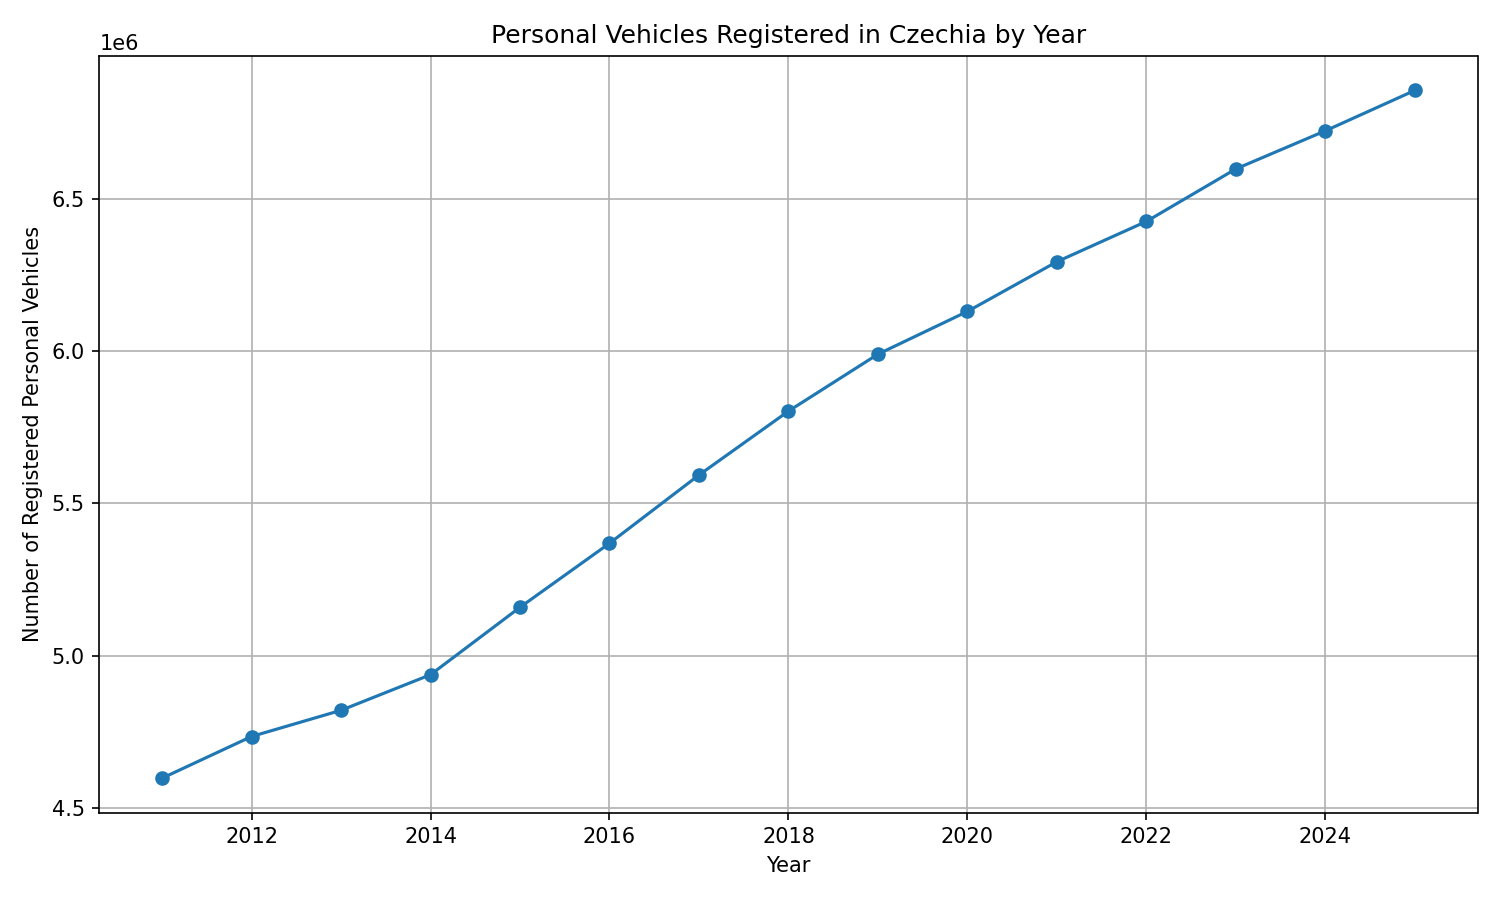 Personal Vehicles Registered in Czechia by Year
1e6
6.5
6.0
5.5
5.0
4.5
Number of Registered Personal Vehicles
2012 2014 2016 2018 2020 2022 2024
Year